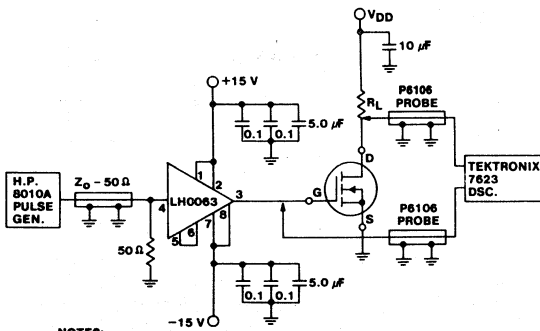 VDD
10 μF
+15 V
RL
P6106
PROBE
0.1
0.1
5.0 μF
D
1
2
H.P.
8010A
PULSE
GEN.
Zo - 50 Ω
4
LH0063
3
G
TEKTRONIX
7623
DSC.
50 Ω
5
6
7
8
S
P6106
PROBE
0.1
0.1
5.0 μF
-15 V
NOTES: